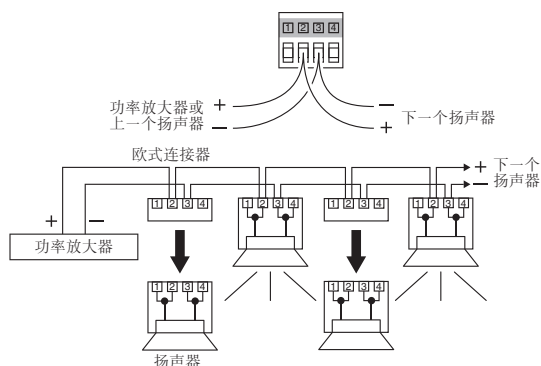 1 2 3 4
功率放大器或 + −
上一个扬声器 − + 下一个扬声器
欧式连接器
+ 下一个
− 扬声器
1 2 3 4 1 2 3 4 1 2 3 4 1 2 3 4
+ −
功率放大器
1 2 3 4 1 2 3 4
扬声器